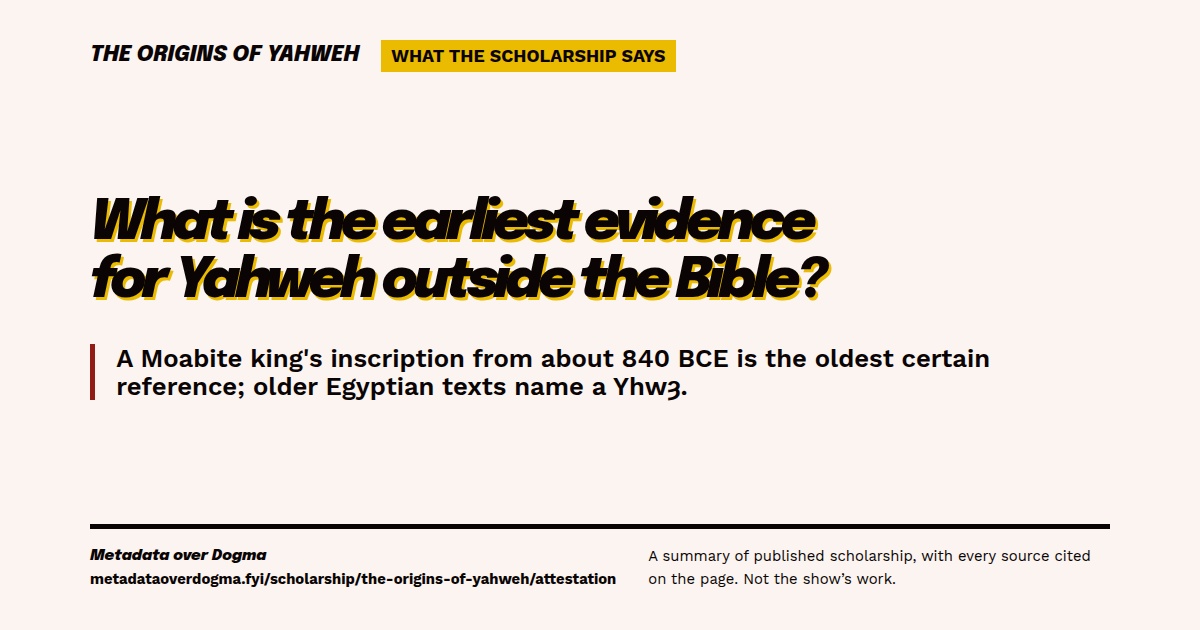 THE ORIGINS OF YAHWEH
WHAT THE SCHOLARSHIP SAYS
What is the earliest evidence
for Yahweh outside the Bible?
A Moabite king's inscription from about 840 BCE is the oldest certain
reference; older Egyptian texts name a Yhwꜣ.
Metadata over Dogma
metadataoverdogma.fyi/scholarship/the-origins-of-yahweh/attestation
A summary of published scholarship, with every source cited
on the page. Not the show’s work.